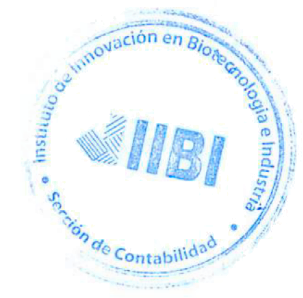 Instituto de Innovación en Biotecnología e Industria
IIBI
• Sección de Contabilidad •